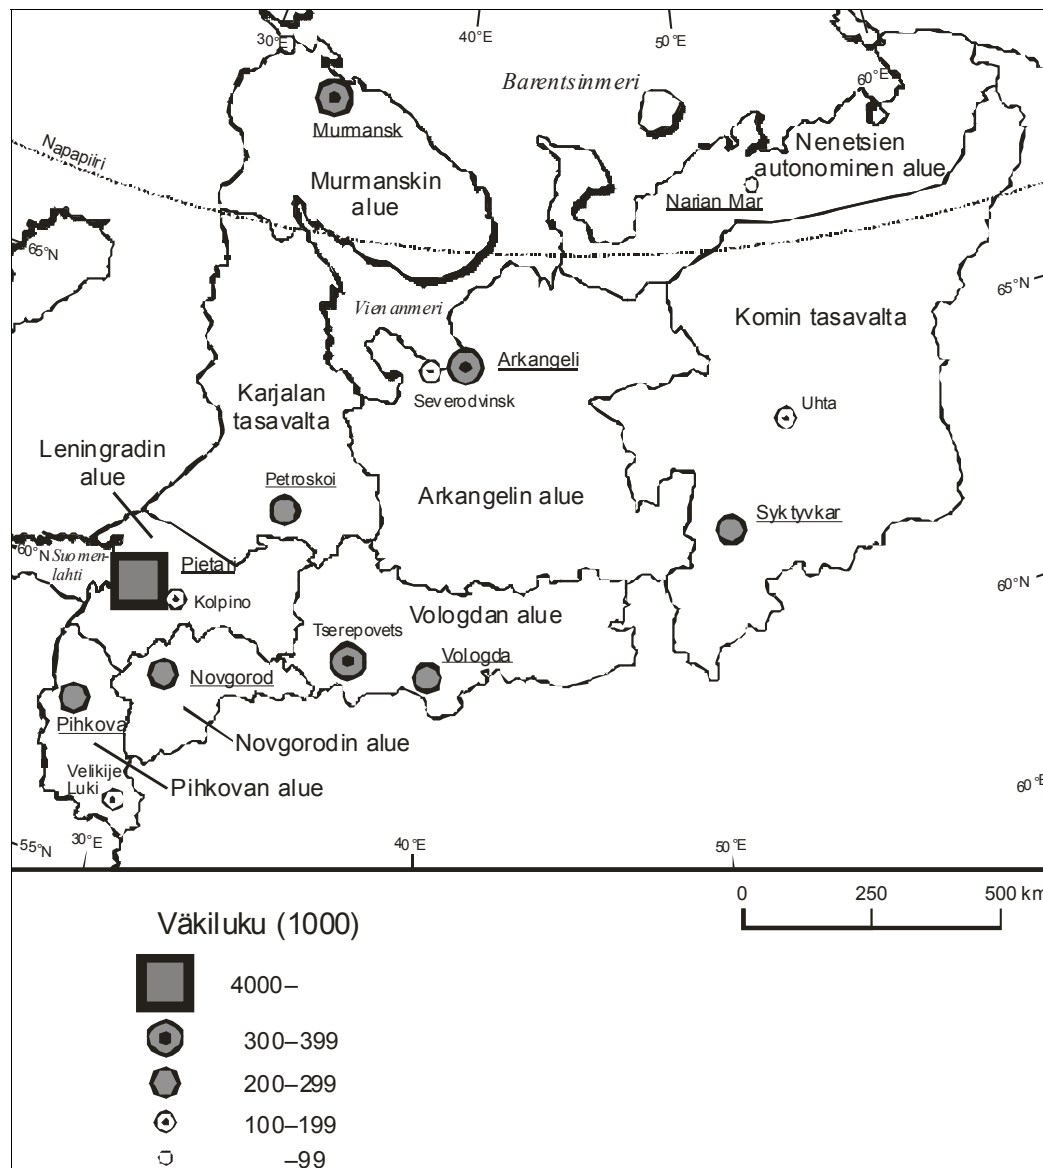 30°E
40°E
50°E
60°E
Barentsinmeri
Murmansk
Napapiiri
Nenetsien
autonominen alue
Murmanskin
alue
Narian Mar
65°N
65°N
Vienanmeri
Komin tasavalta
Arkangeli
Severodvinsk
Karjalan
tasavalta
Uhta
Leningradin
alue
Petroskoi
Arkangelin alue
Syktyvkar
60°N
Suomen-
lahti
Pietari
60°N
Kolpino
Vologdan alue
Tserepovets
Vologda
Novgorod
Pihkova
Novgorodin alue
Velikije
Luki
Pihkovan alue
60°E
55°N
30°E
40°E
50°E
0 250 500 km
Väkiluku (1000)
4000–
300–399
200–299
100–199
–99